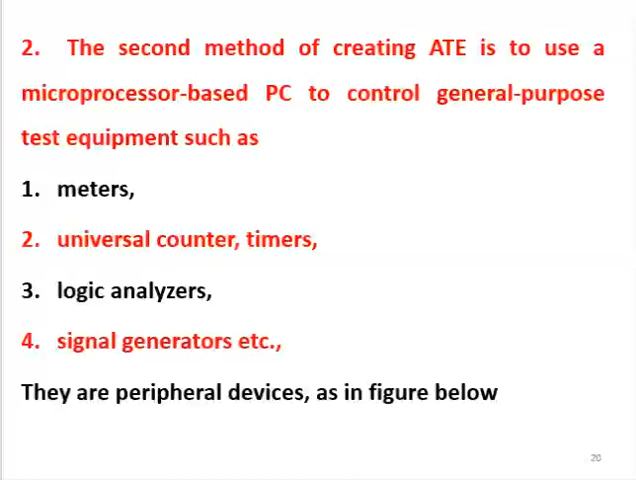 2. The second method of creating ATE is to use a
microprocessor-based PC to control general-purpose
test equipment such as
1. meters,
2. universal counter, timers,
3. logic analyzers,
4. signal generators etc.,
They are peripheral devices, as in figure below
20